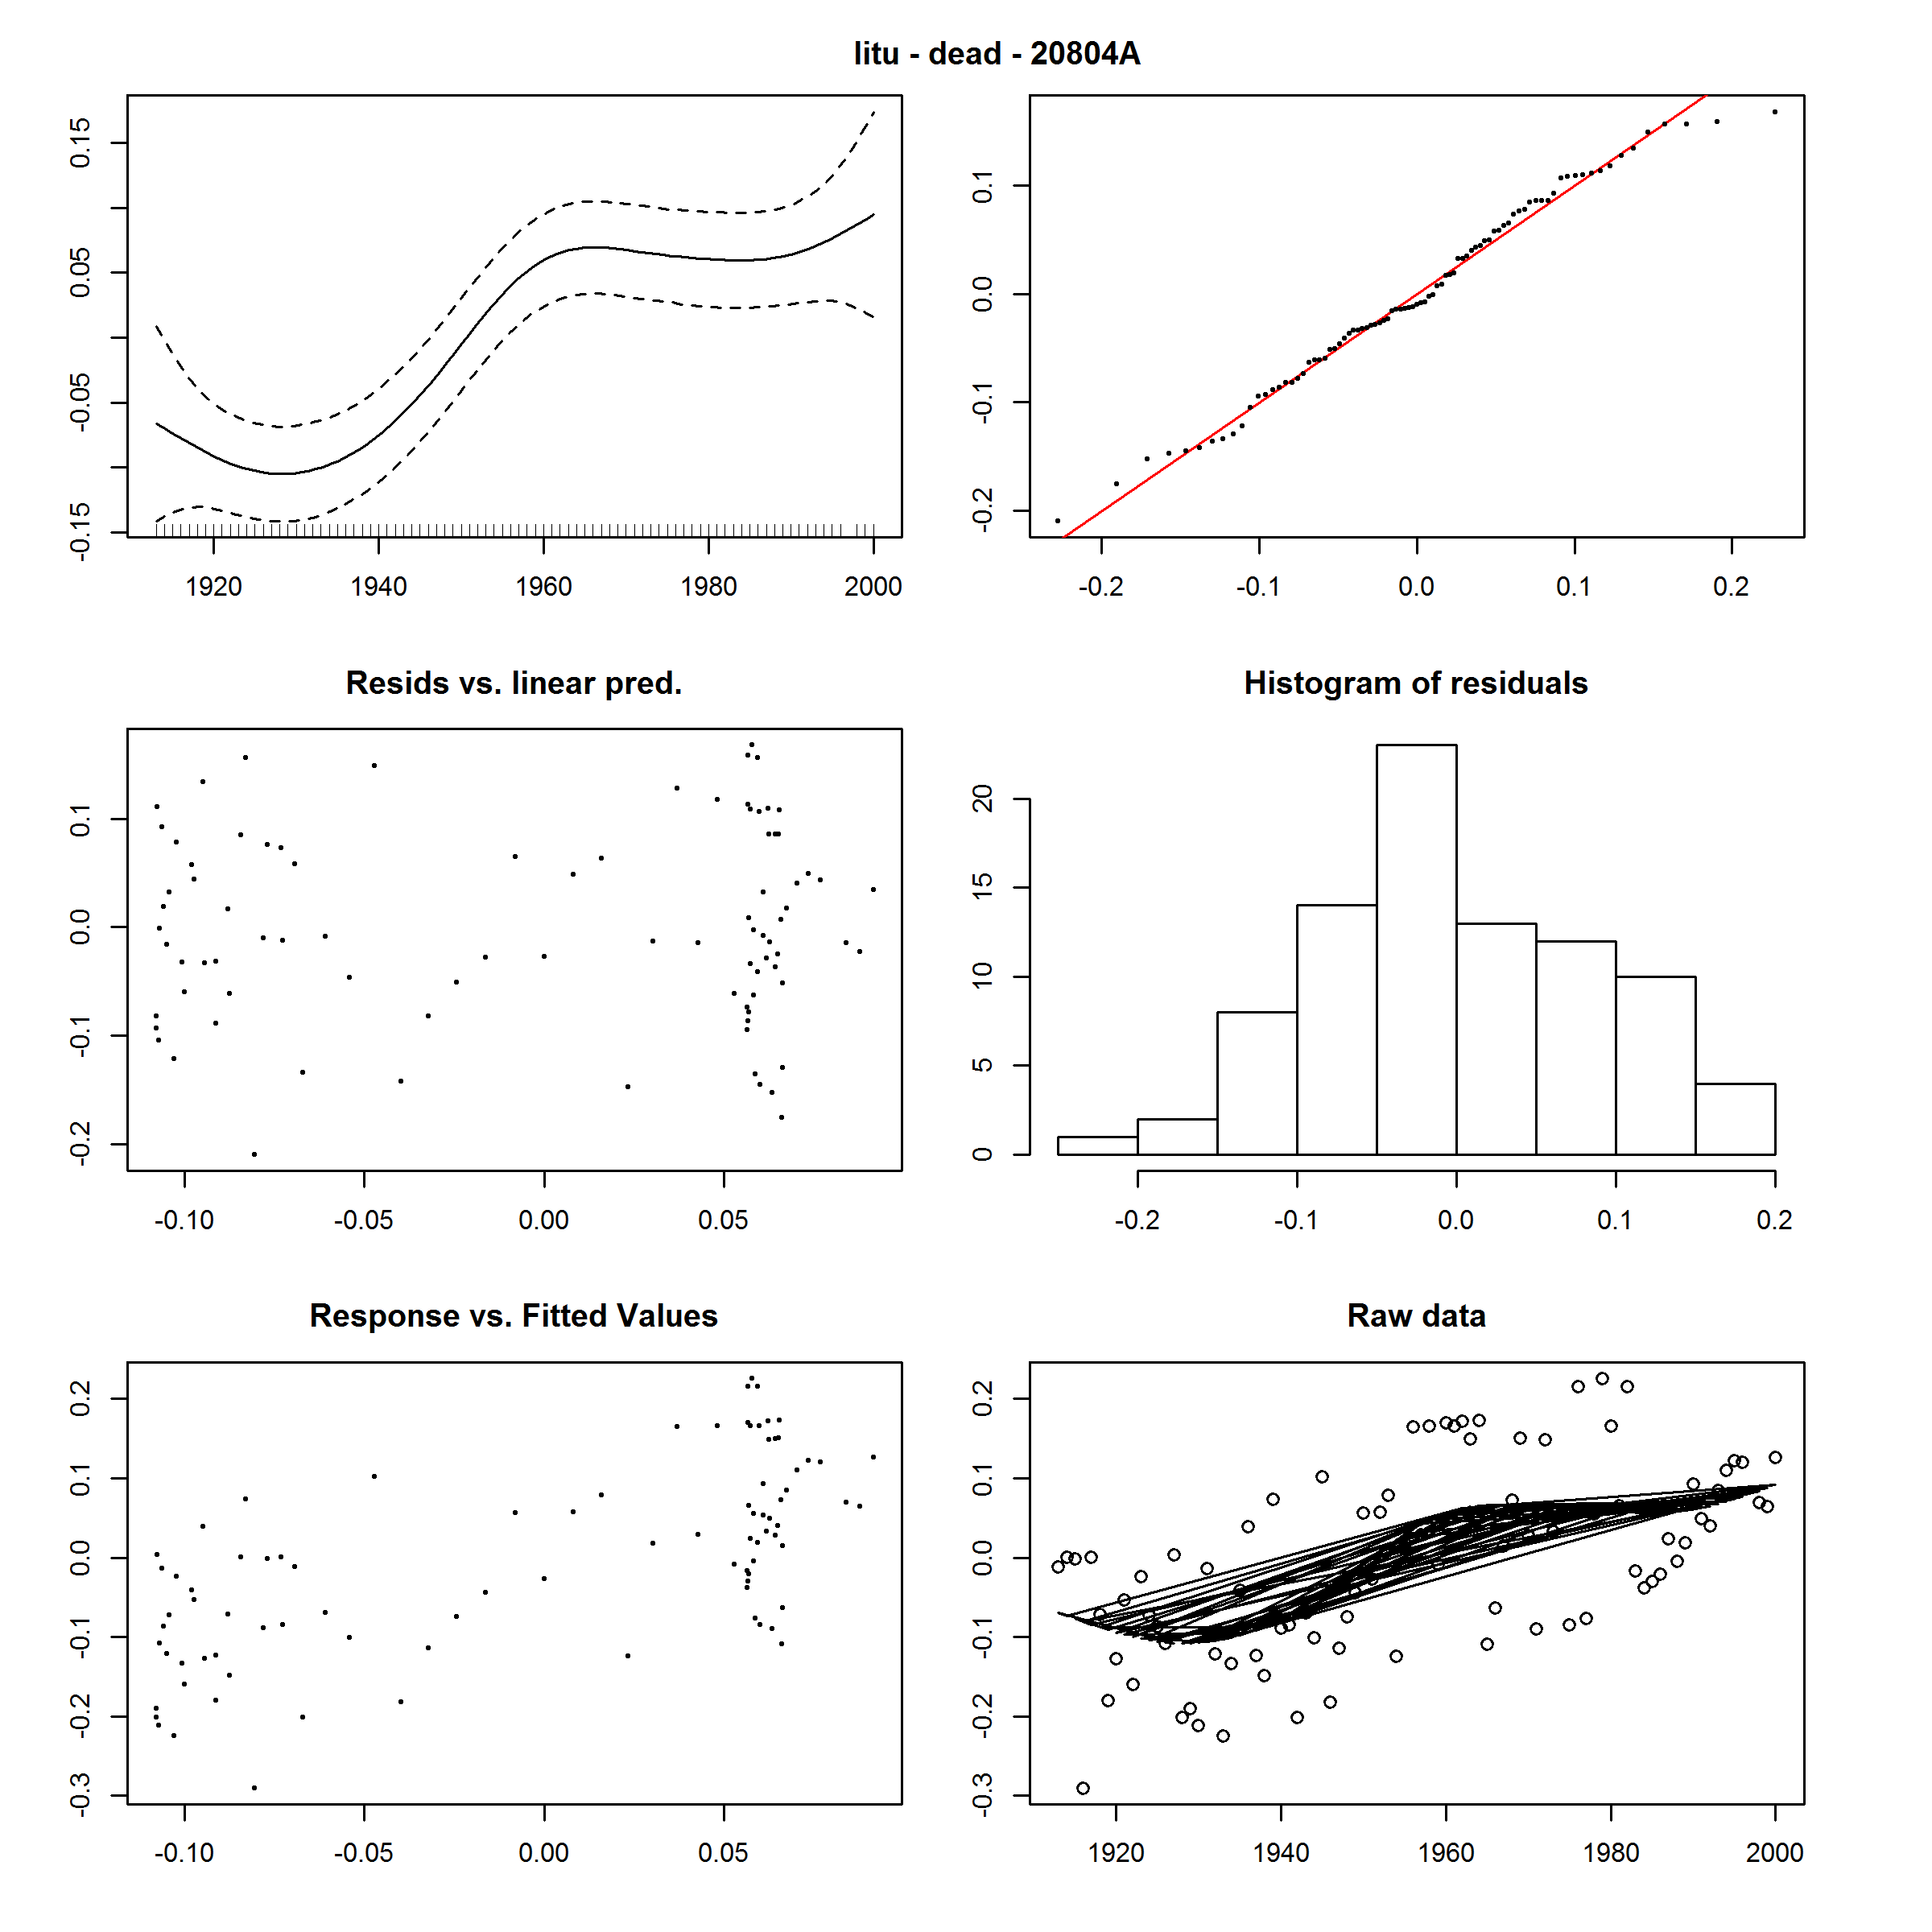 litu - dead - 20804A
0.15
0.05
-0.05
-0.15
1920 1940 1960 1980 2000
0.1
0.0
-0.1
-0.2
-0.2 -0.1 0.0 0.1 0.2
Resids vs. linear pred.
0.1
0.0
-0.1
-0.2
-0.10 -0.05 0.00 0.05
Histogram of residuals
20
15
10
5
0
-0.2 -0.1 0.0 0.1 0.2
Response vs. Fitted Values
0.2
0.1
0.0
-0.1
-0.2
-0.3
-0.10 -0.05 0.00 0.05
Raw data
0.2
0.1
0.0
-0.1
-0.2
-0.3
1920 1940 1960 1980 2000